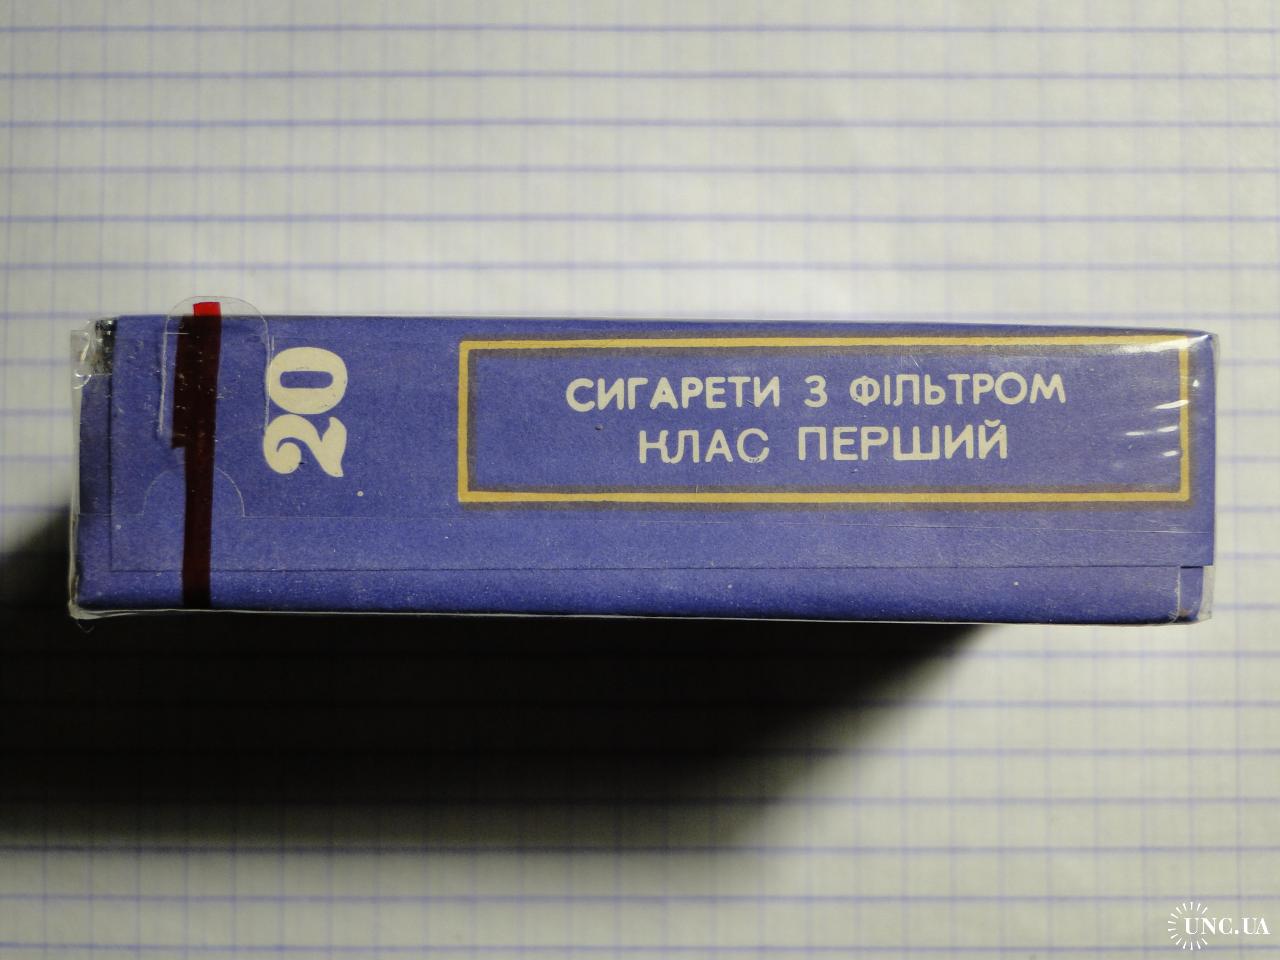 20
СИГАРЕТИ З ФІЛЬТРОМ
КЛАС ПЕРШИЙ
UNC.UA